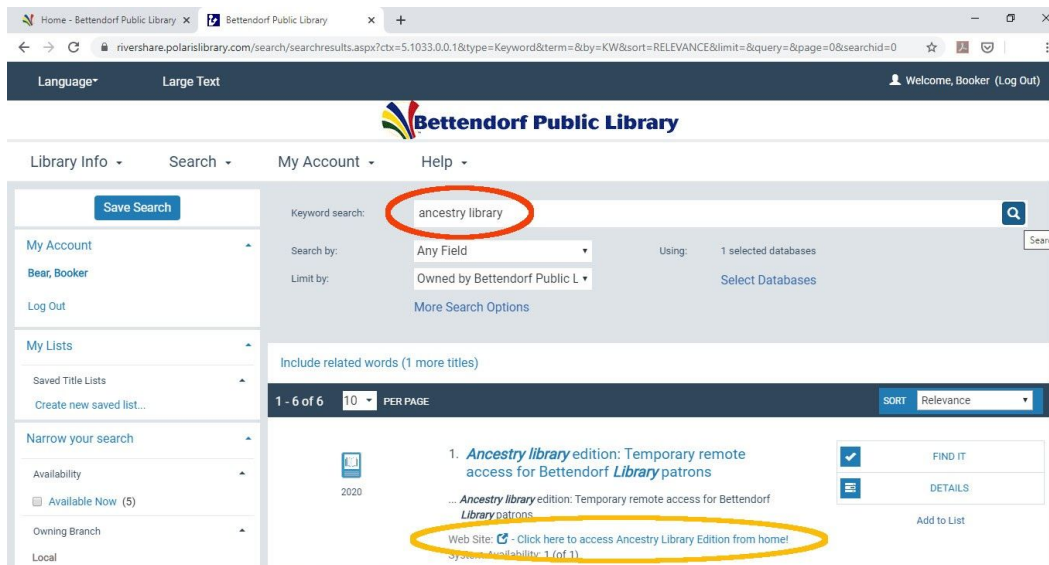 Home - Bettendorf Public Library
Bettendorf Public Library
rivershare.polarislibrary.com/search/searchresults.aspx?ctx=5.1033.0.0.1&type=Keyword&term=&by=KW&sort=RELEVANCE&limit=&query=&page=0&searchid=0
Language
Large Text
Welcome, Booker (Log Out)
Bettendorf Public Library
Library Info
Search
My Account
Help
Save Search
My Account
Bear, Booker
Log Out
My Lists
Saved Title Lists
Create new saved list...
Narrow your search
Availability
Available Now (5)
Owning Branch
Local
Keyword search: ancestry library
Sear
Search by: Any Field
Using: 1 selected databases
Limit by: Owned by Bettendorf Public L
Select Databases
More Search Options
Include related words (1 more titles)
1 - 6 of 6 10 PER PAGE
SORT Relevance
2020
1. Ancestry library edition: Temporary remote
access for Bettendorf Library patrons
... Ancestry library edition: Temporary remote access for Bettendorf
Library patrons
Web Site: - Click here to access Ancestry Library Edition from home!
System Availability: 1 (of 1)
FIND IT
DETAILS
Add to List